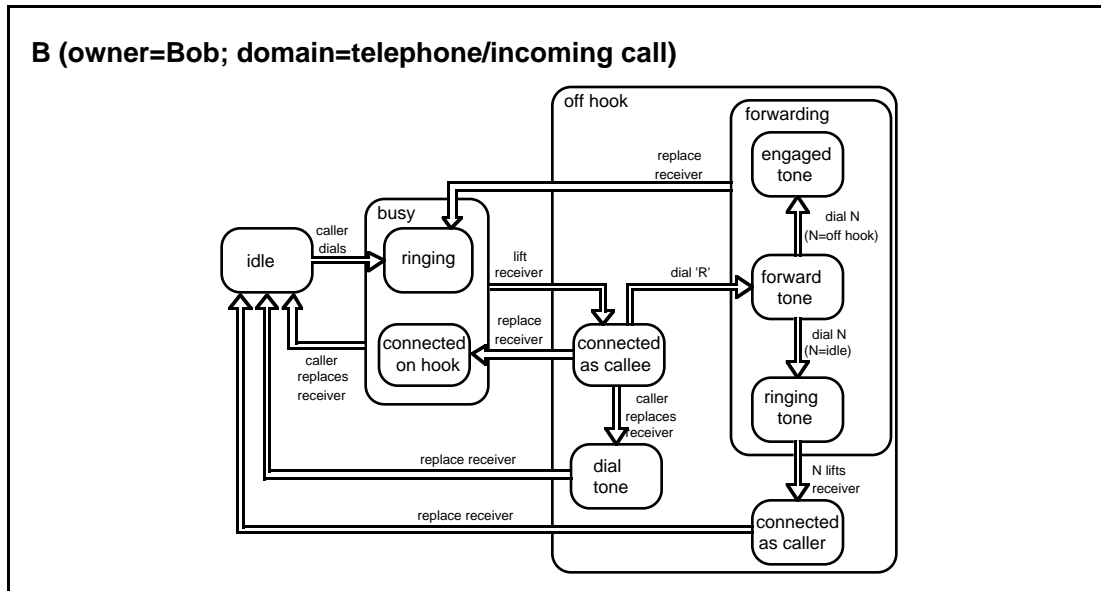 B (owner=Bob; domain=telephone/incoming call)
off hook
forwarding
engaged
tone
replace
receiver
dial N
(N=off hook)
busy
caller
dials
idle
ringing
lift
receiver
dial 'R'
forward
tone
replace
receiver
dial N
(N=idle)
connected
on hook
connected
as callee
caller
replaces
receiver
caller
replaces
receiver
ringing
tone
replace receiver
dial
tone
N lifts
receiver
replace receiver
connected
as caller